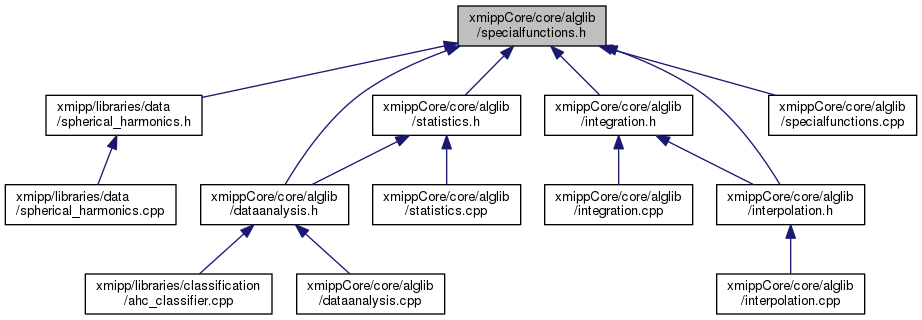 xmippCore/core/alglib
/specialfunctions.h
xmipp/libraries/data
/spherical_harmonics.h
xmippCore/core/alglib
/statistics.h
xmippCore/core/alglib
/integration.h
xmippCore/core/alglib
/specialfunctions.cpp
xmipp/libraries/data
/spherical_harmonics.cpp
xmippCore/core/alglib
/dataanalysis.h
xmippCore/core/alglib
/statistics.cpp
xmippCore/core/alglib
/integration.cpp
xmippCore/core/alglib
/interpolation.h
xmipp/libraries/classification
/ahc_classifier.cpp
xmippCore/core/alglib
/dataanalysis.cpp
xmippCore/core/alglib
/interpolation.cpp